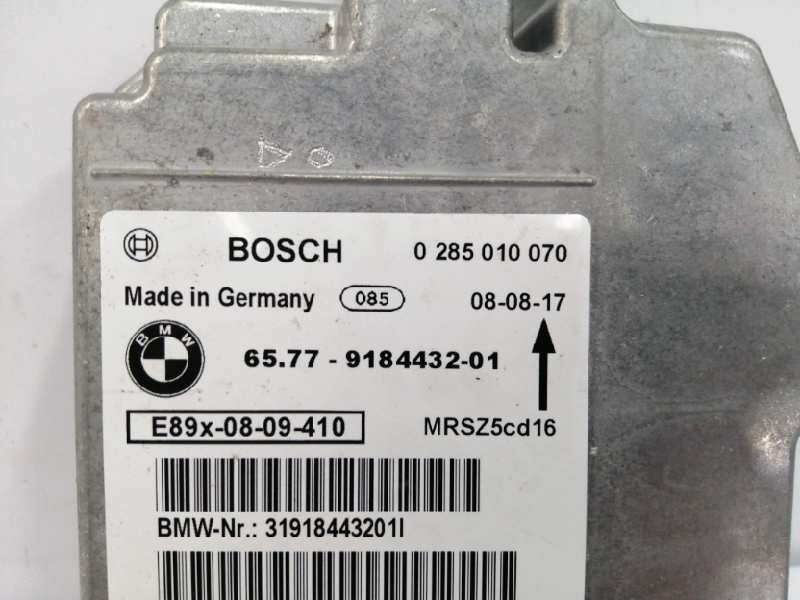 BOSCH 0 285 010 070
Made in Germany 085 08-08-17
BMW
65.77 - 9184432-01
E89x-08-09-410 MRSZ5cd16
BMW-Nr.: 31918443201I